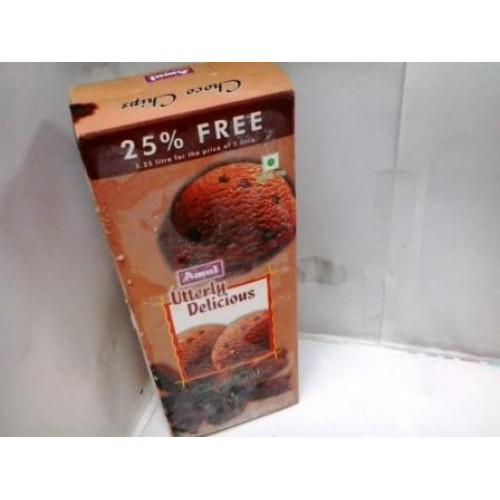 Amul
Choco Chips
25% FREE
1.25 litre for the price of 1 litre
Amul
Utterly
Delicious